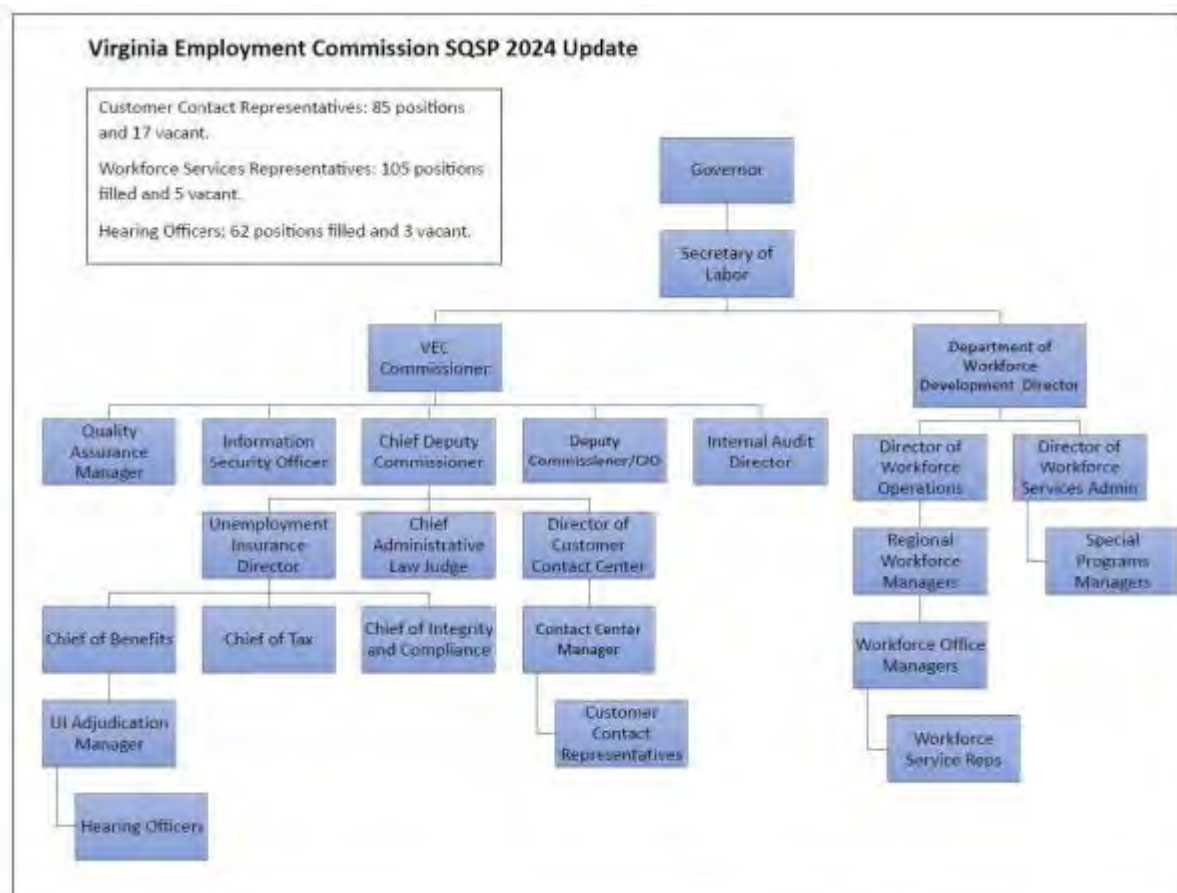 Virginia Employment Commission SQSP 2024 Update
Customer Contact Representatives: 85 positions
and 17 vacant.
Workforce Services Representatives: 105 positions
filled and 5 vacant.
Hearing Officers: 62 positions filled and 3 vacant.
Governor
Secretary of
Labor
VEC
Commissioner
Department of
Workforce
Development Director
Quality
Assurance
Manager
Information
Security Officer
Chief Deputy
Commissioner
Deputy
Commissioner/CIO
Internal Audit
Director
Director of
Workforce
Operations
Director of
Workforce
Services Admin
Unemployment
Insurance
Director
Chief
Administrative
Law Judge
Director of
Customer
Contact Center
Regional
Workforce
Managers
Special
Programs
Managers
Chief of Benefits
Chief of Tax
Chief of Integrity
and Compliance
Contact Center
Manager
Workforce Office
Managers
UI Adjudication
Manager
Customer
Contact
Representatives
Workforce
Service Reps
Hearing Officers